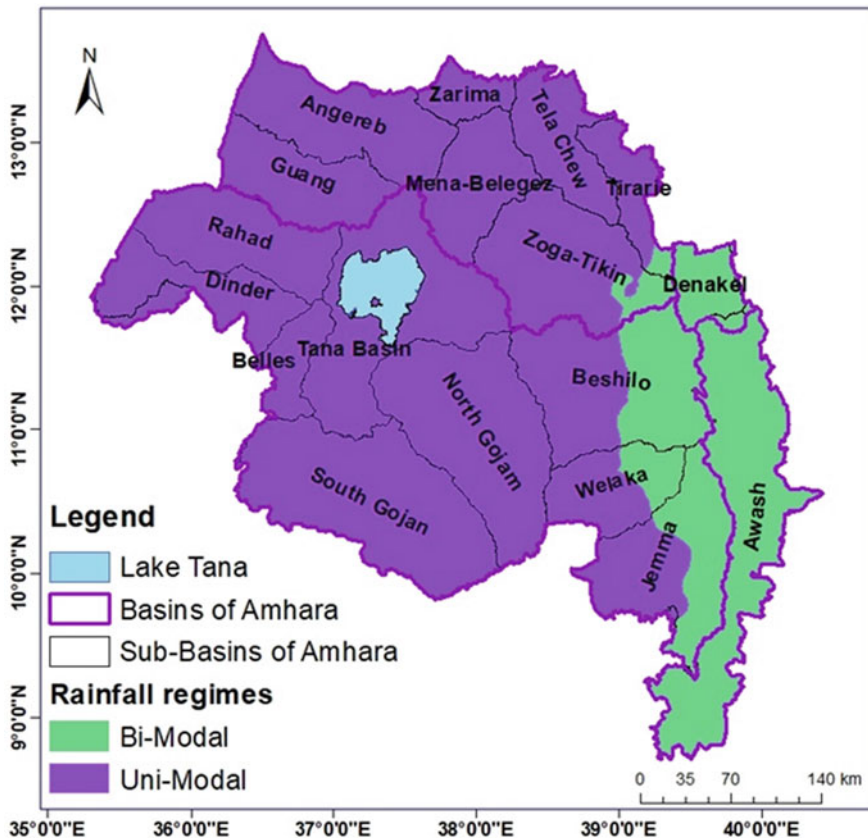 N
Zarima
Angereb
Tela Chew
Guang
Mena-Belegez
Tirarie
Rahad
Zoga-Tikin
Denakel
Dinder
Belles
Tana Basin
Beshilo
North Gojam
Welaka
South Gojan
Awash
Jemma
Legend
Lake Tana
Basins of Amhara
Sub-Basins of Amhara
Rainfall regimes
Bi-Modal
Uni-Modal
0 35 70 140 km
13°0'0"N
12°0'0"N
11°0'0"N
10°0'0"N
9°0'0"N
35°0'0"E 36°0'0"E 37°0'0"E 38°0'0"E 39°0'0"E 40°0'0"E